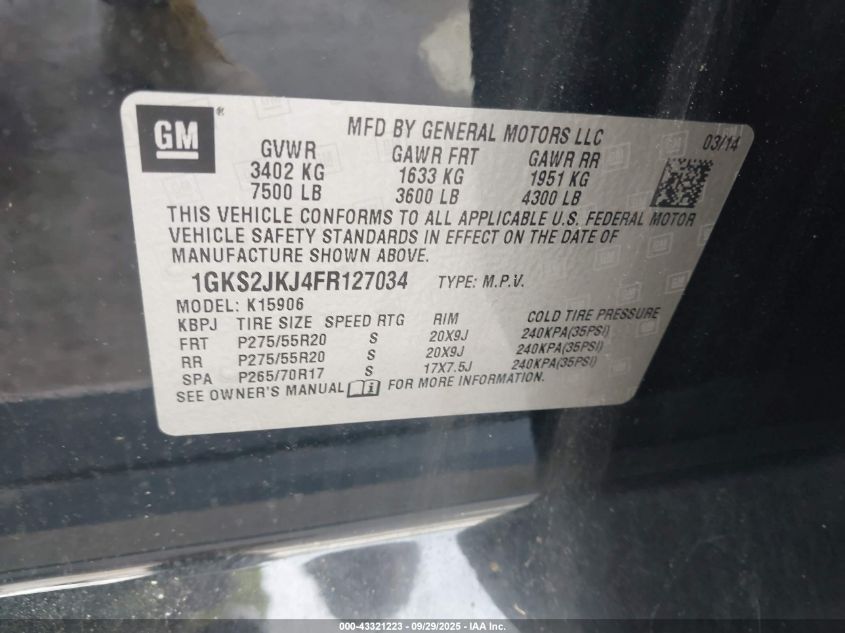 GM ®
MFD BY GENERAL MOTORS LLC
03/14
GVWR GAWR FRT GAWR RR
3402 KG 1633 KG 1951 KG
7500 LB 3600 LB 4300 LB
THIS VEHICLE CONFORMS TO ALL APPLICABLE U.S. FEDERAL MOTOR
VEHICLE SAFETY STANDARDS IN EFFECT ON THE DATE OF
MANUFACTURE SHOWN ABOVE.
1GKS2JKJ4FR127034 TYPE: M.P.V.
MODEL: K15906
KBPJ TIRE SIZE SPEED RTG RIM COLD TIRE PRESSURE
FRT P275/55R20 S 20X9J 240KPA(35PSI)
RR P275/55R20 S 20X9J 240KPA(35PSI)
SPA P265/70R17 S 17X7.5J 240KPA(35PSI)
SEE OWNER'S MANUAL i FOR MORE INFORMATION.
000-43321223 | 09/29/2025 - IAA Inc.